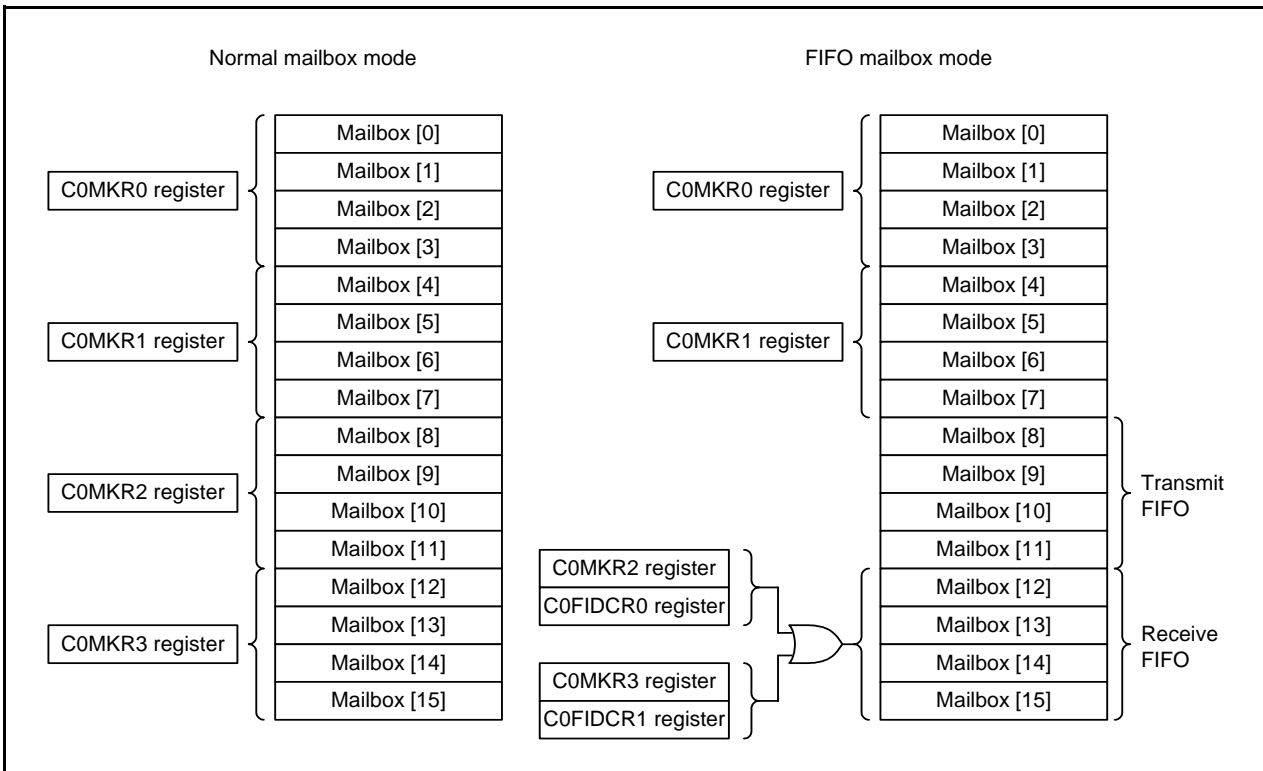 Normal mailbox mode
C0MKR0 register
C0MKR1 register
C0MKR2 register
C0MKR3 register
Mailbox [0]
Mailbox [1]
Mailbox [2]
Mailbox [3]
Mailbox [4]
Mailbox [5]
Mailbox [6]
Mailbox [7]
Mailbox [8]
Mailbox [9]
Mailbox [10]
Mailbox [11]
Mailbox [12]
Mailbox [13]
Mailbox [14]
Mailbox [15]
FIFO mailbox mode
C0MKR0 register
C0MKR1 register
C0MKR2 register
C0FIDCR0 register
C0MKR3 register
C0FIDCR1 register
Mailbox [0]
Mailbox [1]
Mailbox [2]
Mailbox [3]
Mailbox [4]
Mailbox [5]
Mailbox [6]
Mailbox [7]
Mailbox [8]
Mailbox [9]
Mailbox [10]
Mailbox [11]
Mailbox [12]
Mailbox [13]
Mailbox [14]
Mailbox [15]
Transmit
FIFO
Receive
FIFO